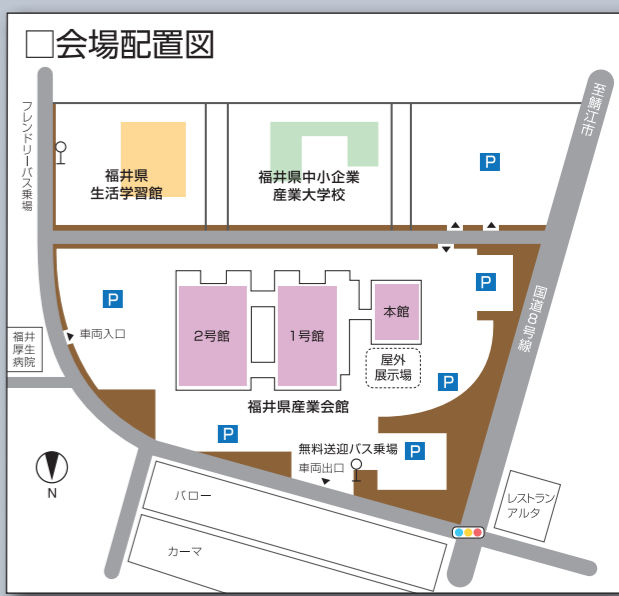 □会場配置図
至鯖江市
フレンドリーバス乗場
福井県
生活学習館
福井県中小企業
産業大学校
P
P
P
国道8号線
車両入口
福井
厚生
病院
2号館
1号館
本館
屋外
展示場
P
福井県産業会館
P
無料送迎バス乗場
P
車両出口
N
バロー
カーマ
レストラン
アルタ